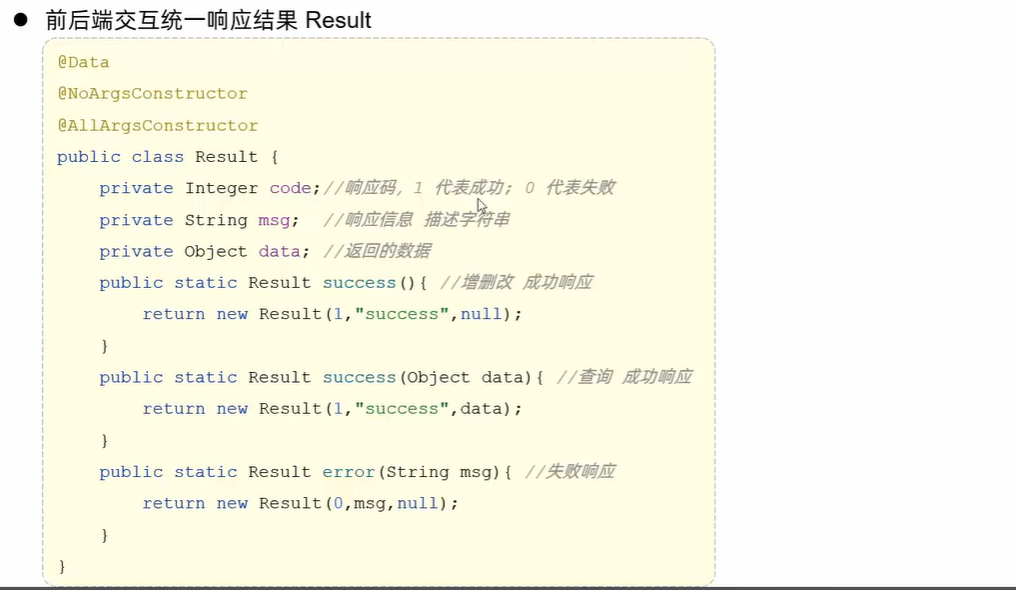 ● 前后端交互统一响应结果 Result
@Data
@NoArgsConstructor
@AllArgsConstructor
public class Result {
    private Integer code;//响应码，1 代表成功; 0 代表失败
    private String msg;  //响应信息 描述字符串
    private Object data; //返回的数据
    public static Result success(){ //增删改 成功响应
        return new Result(1,"success",null);
    }
    public static Result success(Object data){ //查询 成功响应
        return new Result(1,"success",data);
    }
    public static Result error(String msg){ //失败响应
        return new Result(0,msg,null);
    }
}